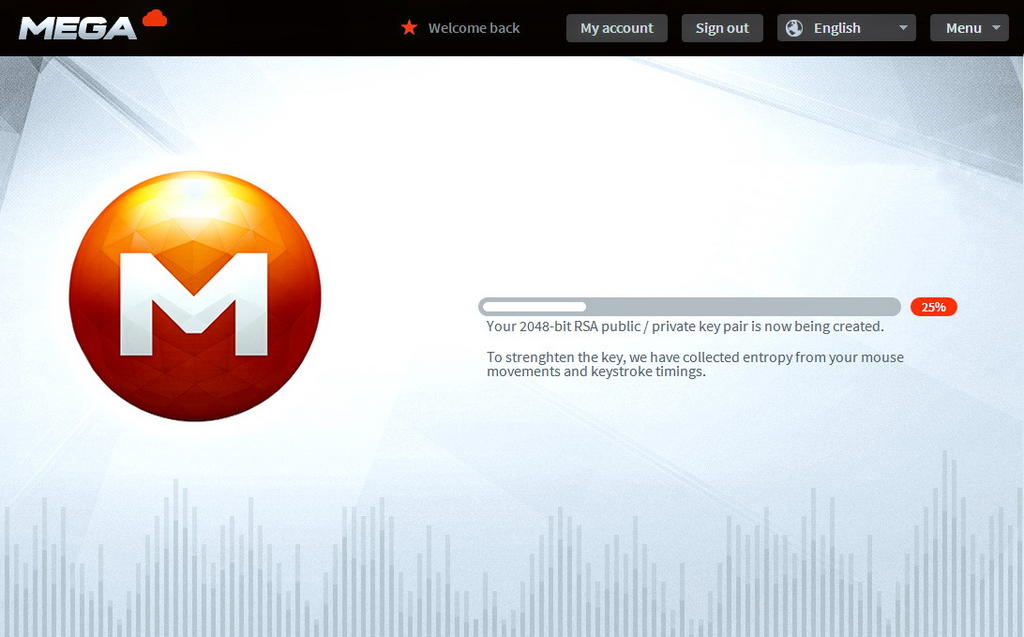 MEGA
Welcome back
My account
Sign out
English
Menu
M
25%
Your 2048-bit RSA public / private key pair is now being created.
To strenghten the key, we have collected entropy from your mouse
movements and keystroke timings.